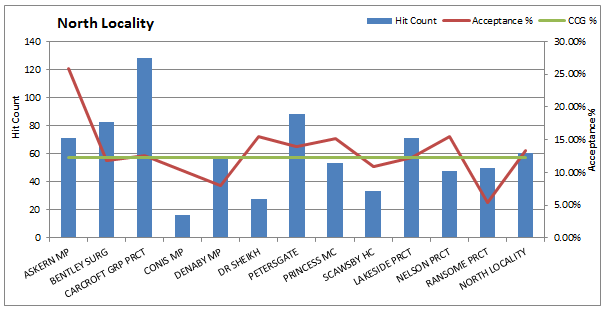 North Locality
Hit Count Acceptance % CCG %
140
120
100
80
60
40
20
0
Hit Count
30.00%
25.00%
20.00%
15.00%
10.00%
5.00%
0.00%
Acceptance %
ASKERN MP
BENTLEY SURG
CARCROFT GRP PRCT
CONIS MP
DENABY MP
DR SHEIKH
PETERSGATE
PRINCESS MC
SCAWSBY HC
LAKESIDE PRCT
NELSON PRCT
RANSOME PRCT
NORTH LOCALITY